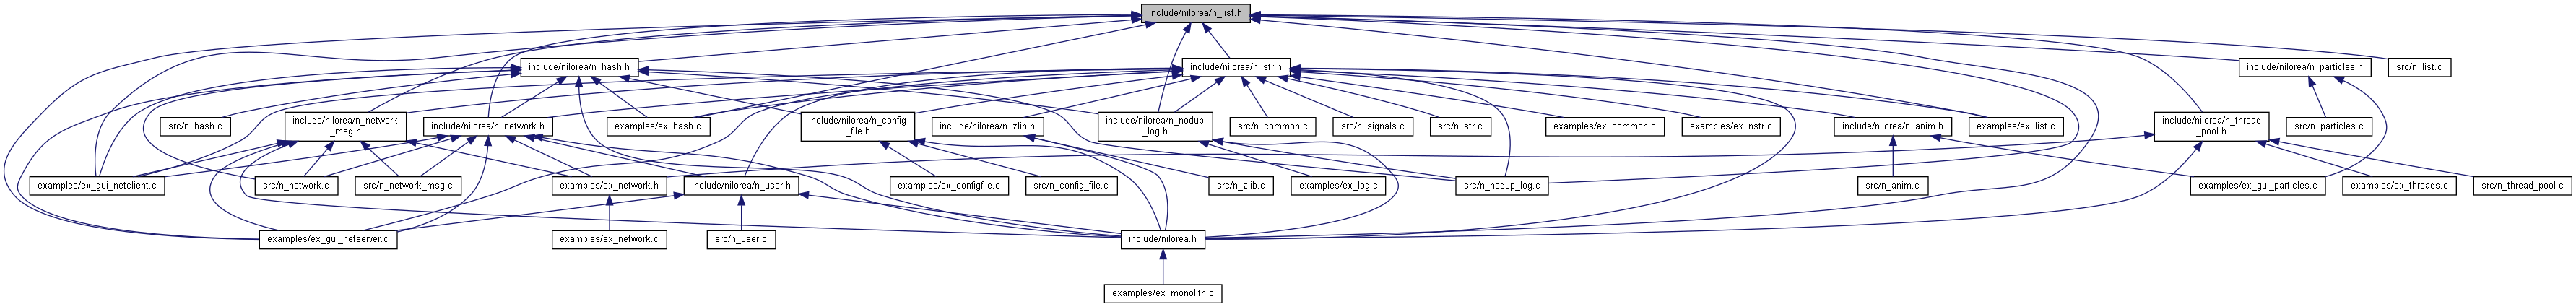 include/nilorea/n_list.h
include/nilorea/n_hash.h
include/nilorea/n_str.h
include/nilorea/n_particles.h
src/n_list.c
src/n_hash.c
include/nilorea/n_network
_msg.h
include/nilorea/n_network.h
examples/ex_hash.c
include/nilorea/n_config
_file.h
include/nilorea/n_zlib.h
include/nilorea/n_nodup
_log.h
src/n_common.c
src/n_signals.c
src/n_str.c
examples/ex_common.c
examples/ex_nstr.c
include/nilorea/n_anim.h
examples/ex_list.c
include/nilorea/n_thread
_pool.h
src/n_particles.c
examples/ex_gui_netclient.c
src/n_network.c
src/n_network_msg.c
examples/ex_network.h
include/nilorea/n_user.h
examples/ex_configfile.c
src/n_config_file.c
src/n_zlib.c
examples/ex_log.c
src/n_nodup_log.c
src/n_anim.c
examples/ex_gui_particles.c
examples/ex_threads.c
src/n_thread_pool.c
examples/ex_gui_netserver.c
examples/ex_network.c
src/n_user.c
include/nilorea.h
examples/ex_monolith.c